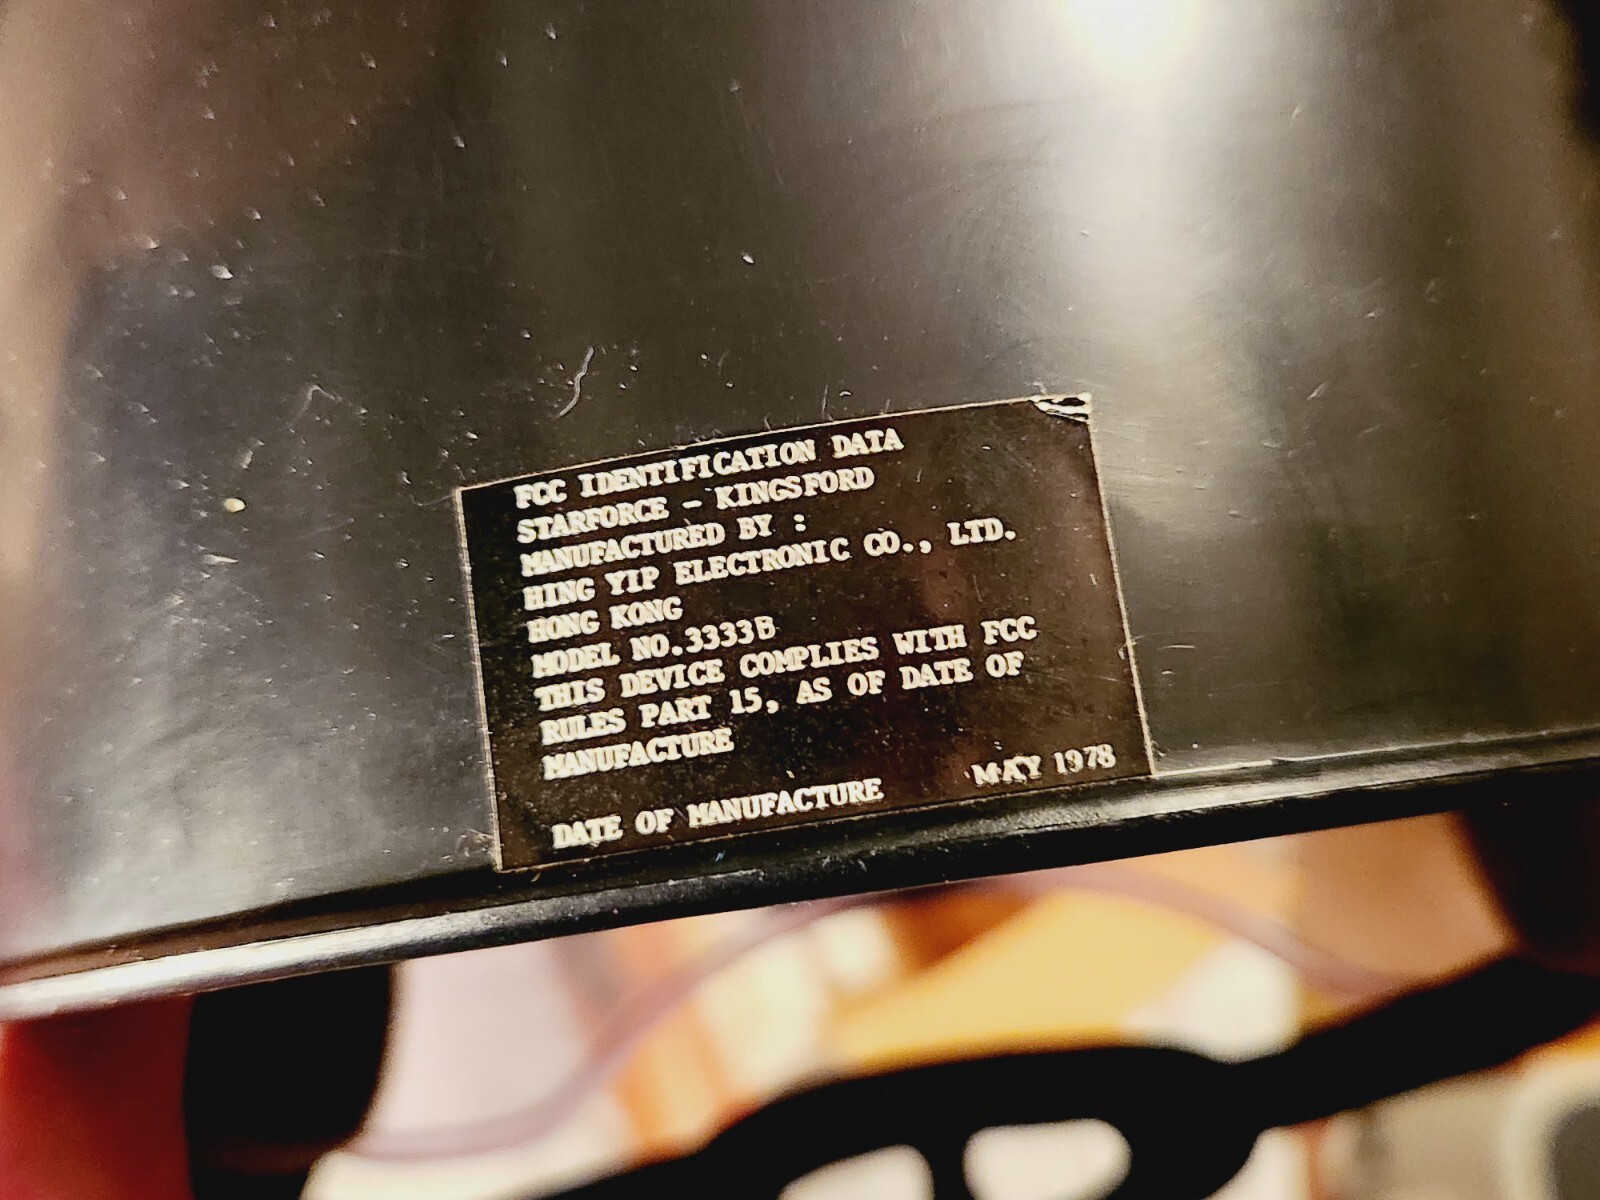 FCC IDENTIFICATION DATA
STARFORCE - KINGSFORD
MANUFACTURED BY :
HING YIP ELECTRONIC CO., LTD.
HONG KONG
MODEL NO.3333B
THIS DEVICE COMPLIES WITH FCC
RULES PART 15, AS OF DATE OF
MANUFACTURE
DATE OF MANUFACTURE MAY 1978